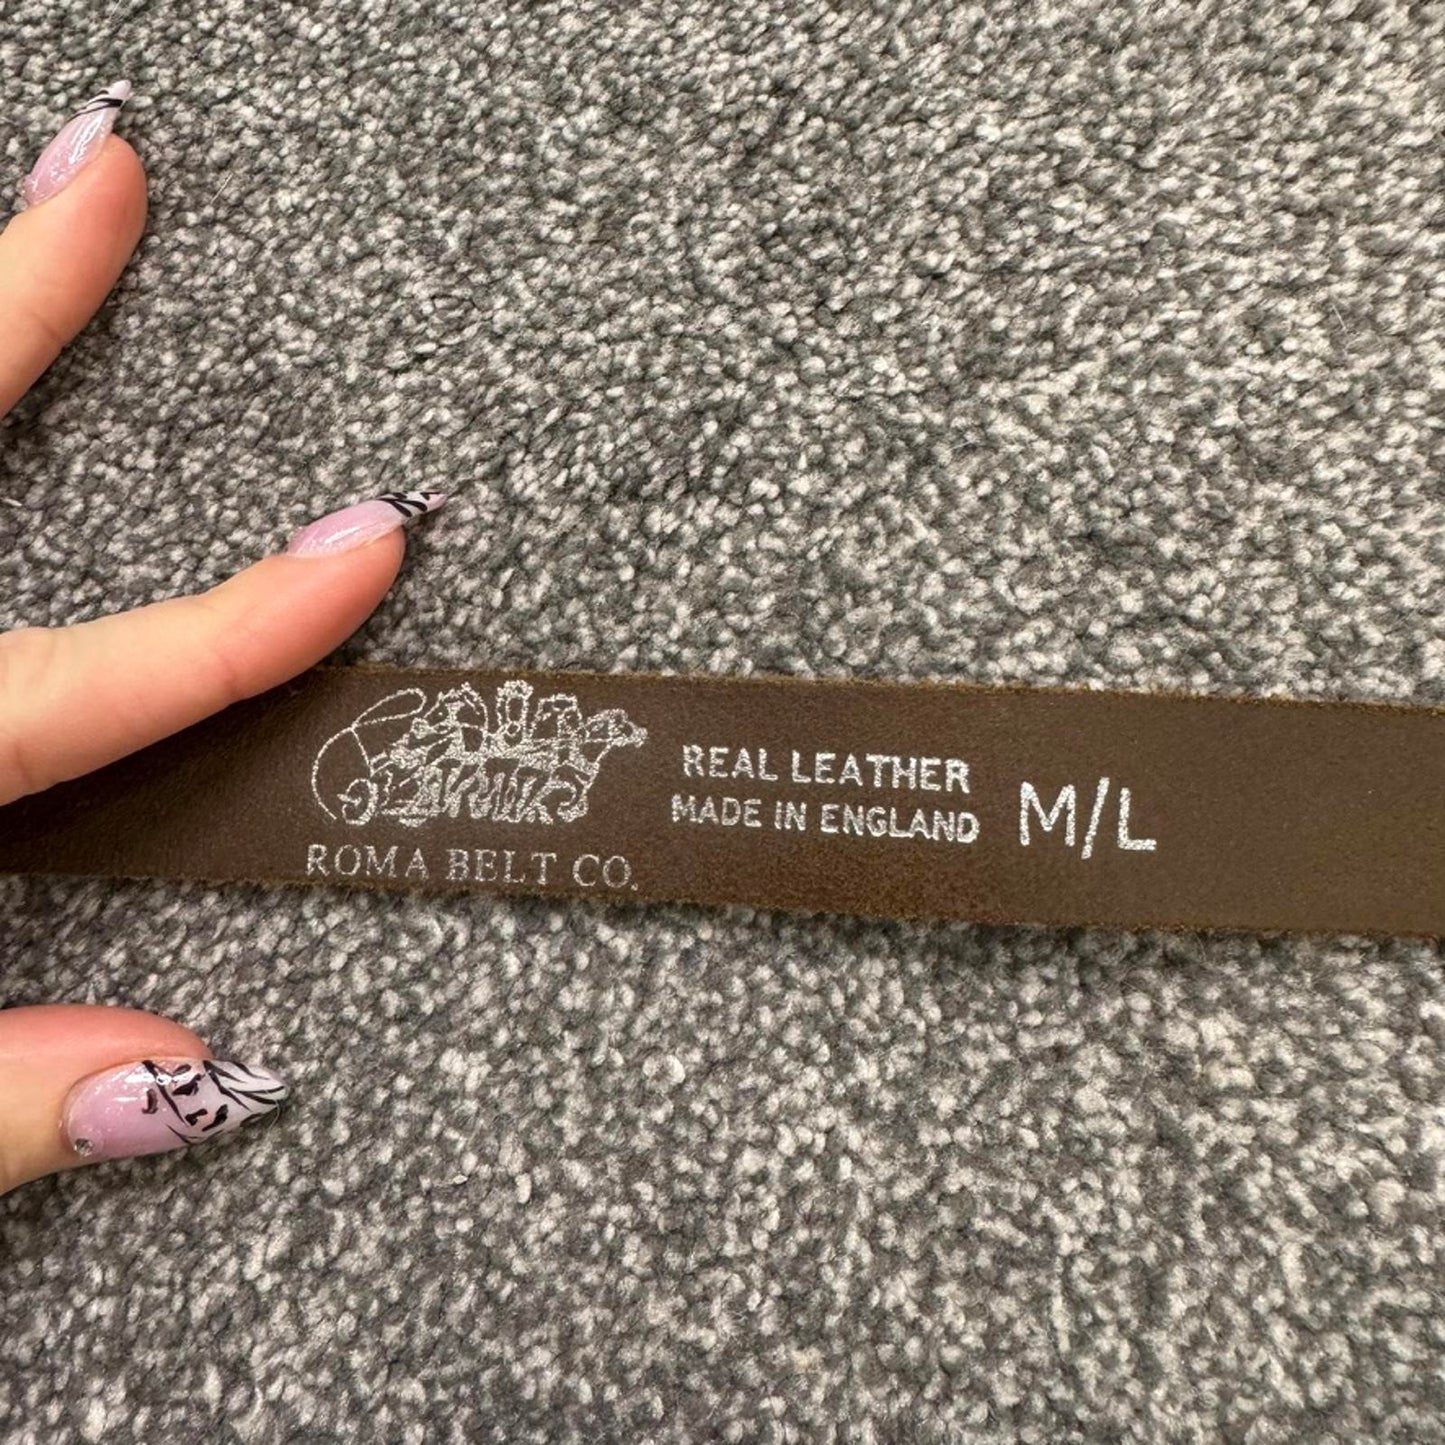 ROMA BELT CO.
REAL LEATHER
MADE IN ENGLAND
M/L